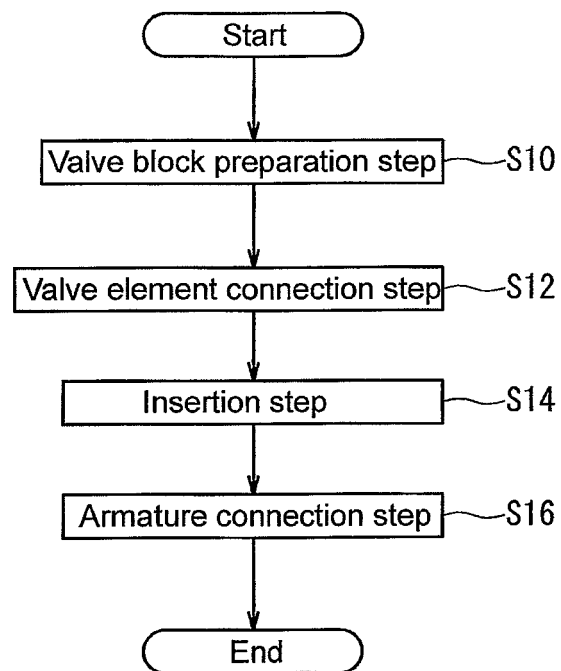 Start
Valve block preparation step S10
Valve element connection step S12
Insertion step S14
Armature connection step S16
End